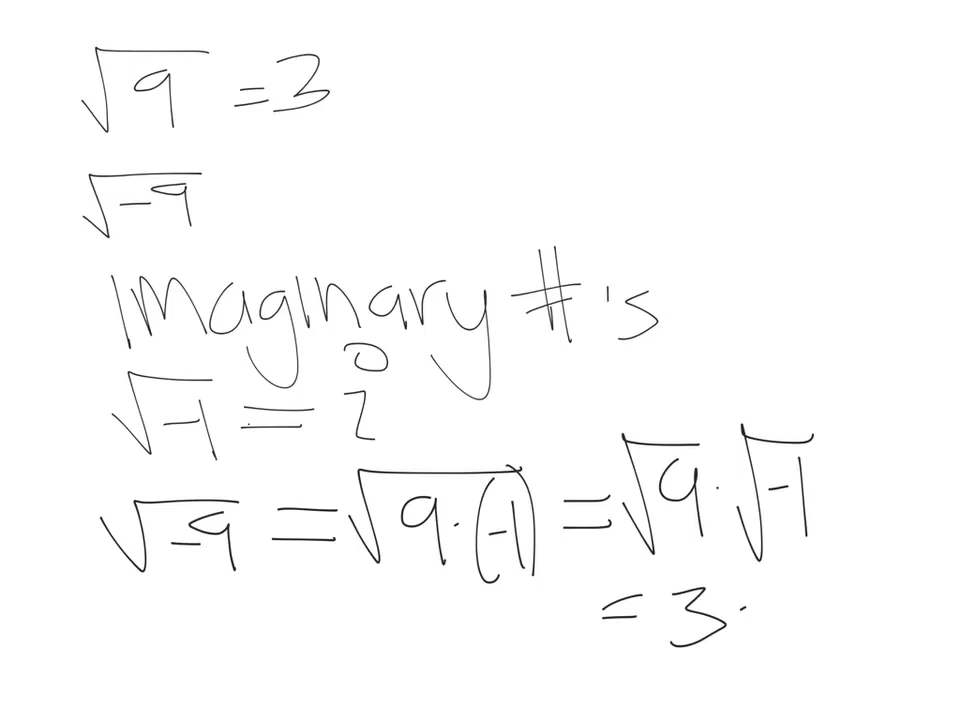 √9 = 3
√-9
Imaginary #'s
√-1 = i
√-9 = √9·(-1) = √9·√-1
= 3·